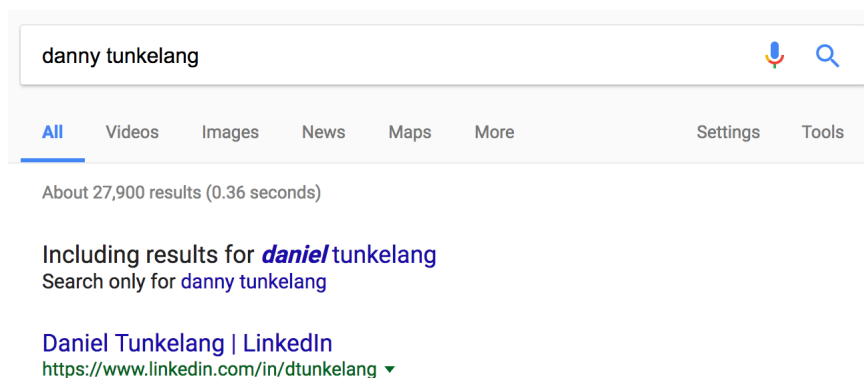 danny tunkelang
All Videos Images News Maps More Settings Tools
About 27,900 results (0.36 seconds)
Including results for daniel tunkelang
Search only for danny tunkelang
Daniel Tunkelang | LinkedIn
https://www.linkedin.com/in/dtunkelang